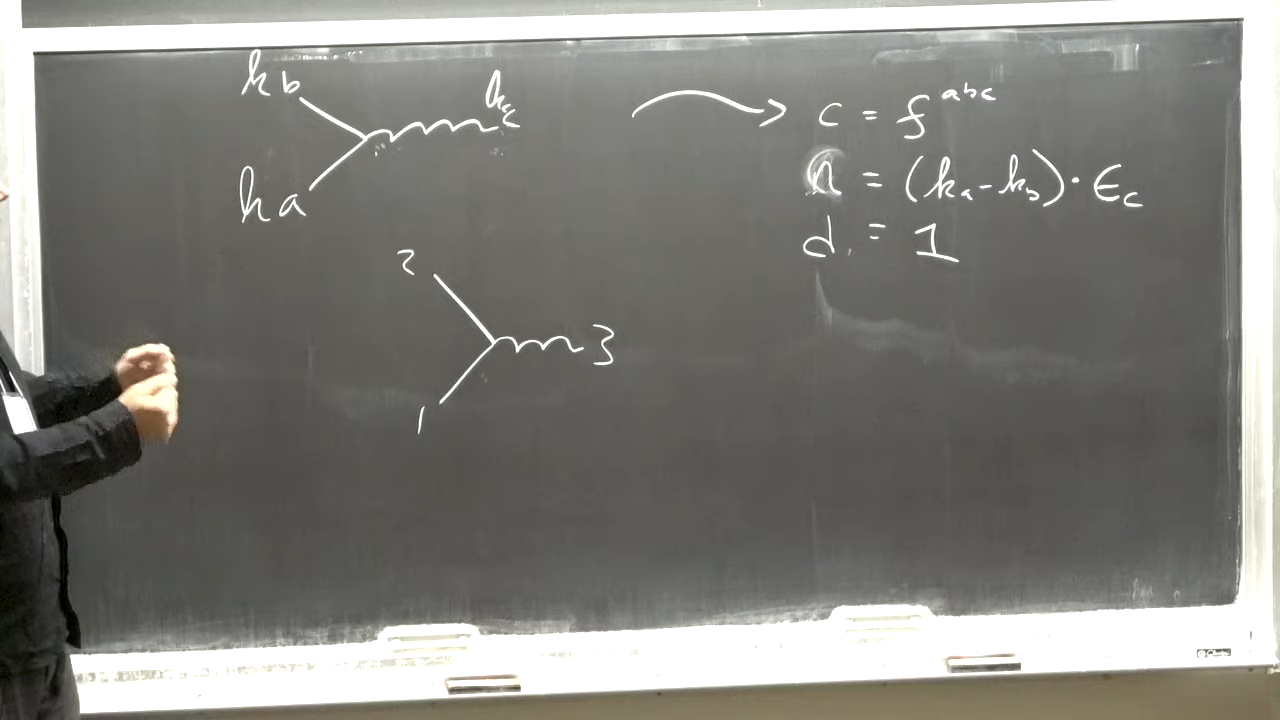 k b
k c
k a
c = f^{abc}
n = (k_a - k_b) · ε_c
d = 1
2
3
1